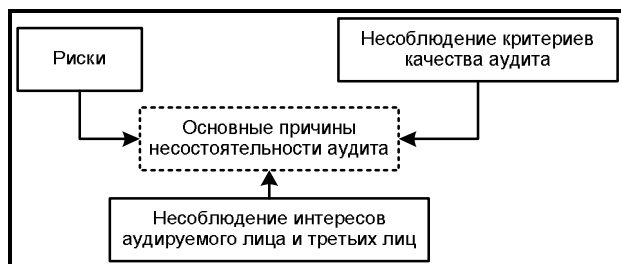 Риски
Несоблюдение критериев
качества аудита
Основные причины
несостоятельности аудита
Несоблюдение интересов
аудируемого лица и третьих лиц